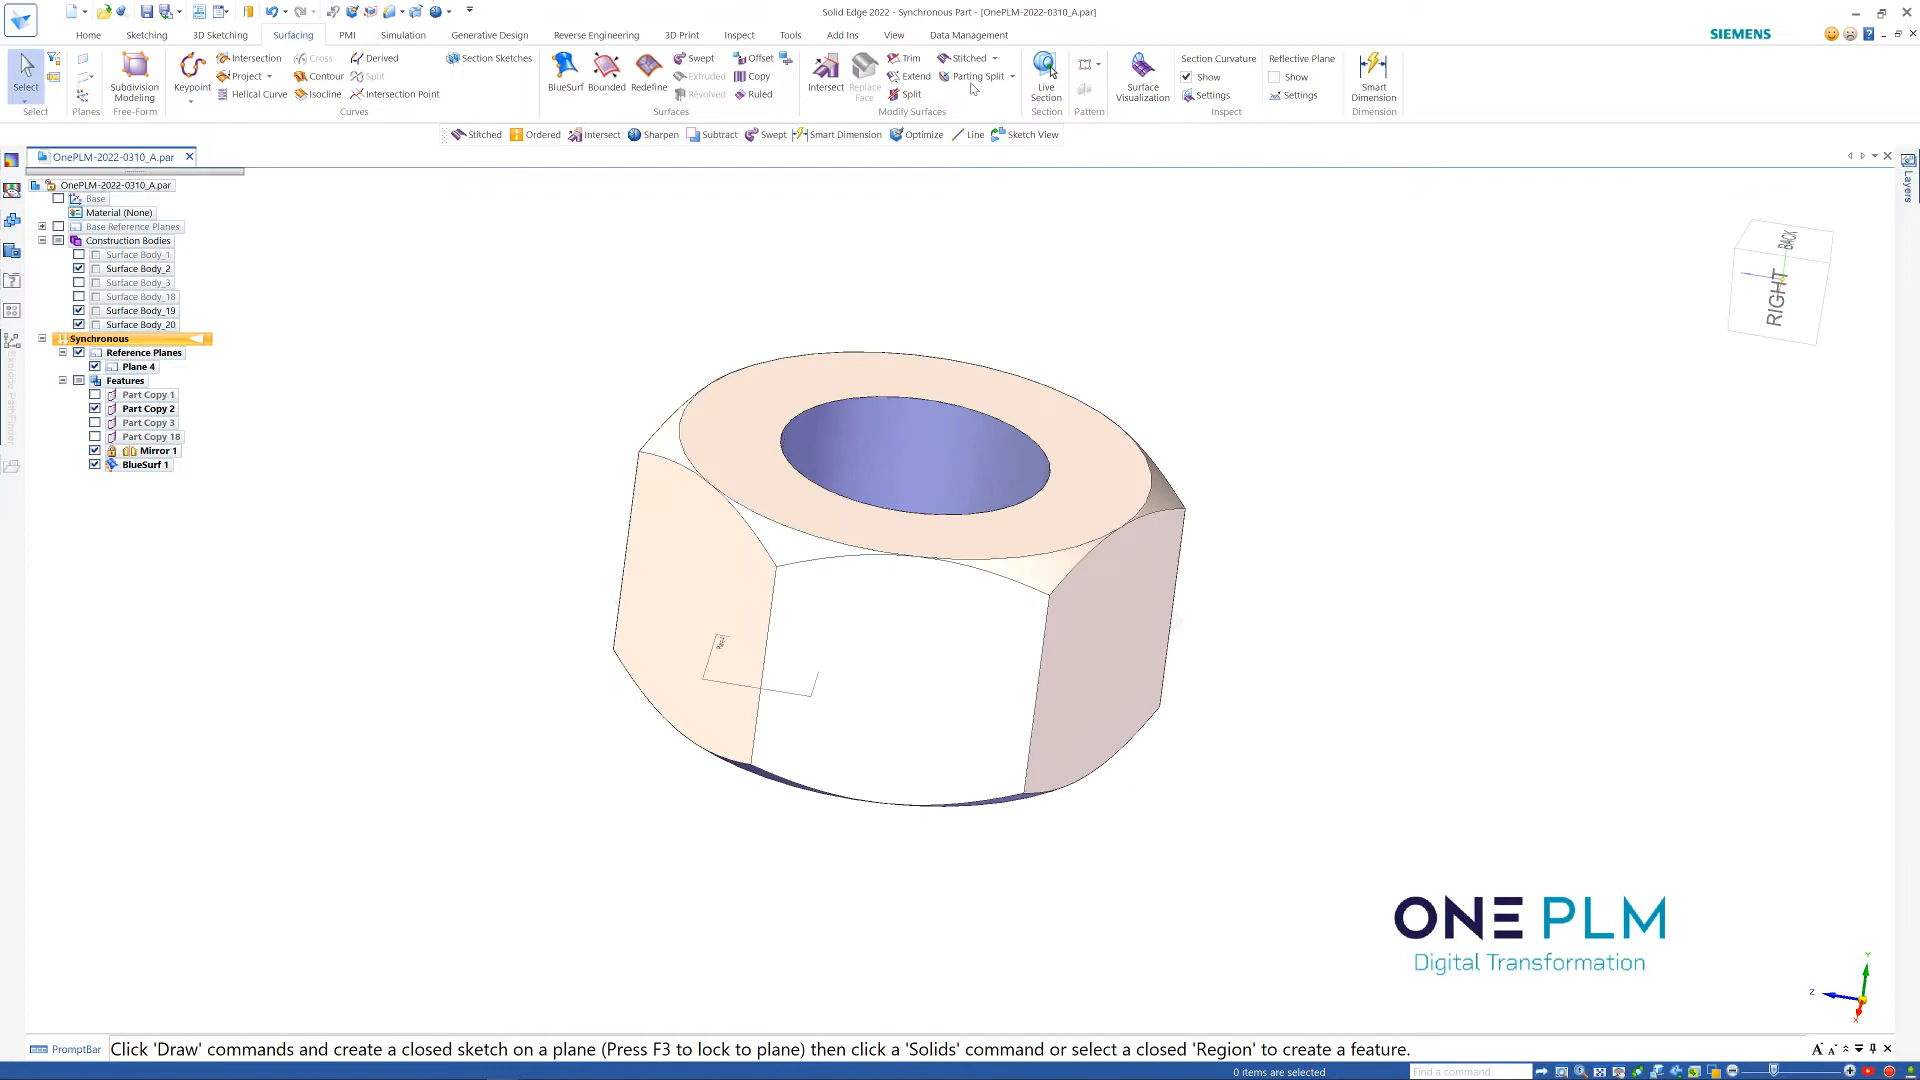 Solid Edge 2022 - Synchronous Part - [OnePLM-2022-0310_A.par]
Home Sketching 3D Sketching Surfacing PMI Simulation Generative Design Reverse Engineering 3D Print Inspect Tools Add Ins View Data Management SIEMENS
Intersection Cross Derived Section Sketches Swept Offset Trim Stitched Section Curvature Reflective Plane
Project Contour Split Extruded Copy Extend Parting Split Show Show
Select Subdivision Modeling Keypoint BlueSurf Bounded Redefine Intersect Replace Face Live Section Surface Visualization Smart Dimension
Helical Curve Isocline Intersection Point Revolved Ruled Split Settings Settings
Select Planes Free-Form Curves Surfaces Modify Surfaces Section Pattern Inspect Dimension
Stitched Ordered Intersect Sharpen Subtract Swept Smart Dimension Optimize Line Sketch View
OnePLM-2022-0310_A.par
OnePLM-2022-0310_A.par
Base
Material (None)
Base Reference Planes
Construction Bodies
Surface Body_1
Surface Body_2
Surface Body_3
Surface Body_18
Surface Body_19
Surface Body_20
Synchronous
Reference Planes
Plane 4
Features
Part Copy 1
Part Copy 2
Part Copy 3
Part Copy 18
Mirror 1
BlueSurf 1
Explode PathFinder
Layers
BACK
RIGHT
ONE PLM
Digital Transformation
Y
Z
X
PromptBar Click 'Draw' commands and create a closed sketch on a plane (Press F3 to lock to plane) then click a 'Solids' command or select a closed 'Region' to create a feature.
0 items are selected Find a command